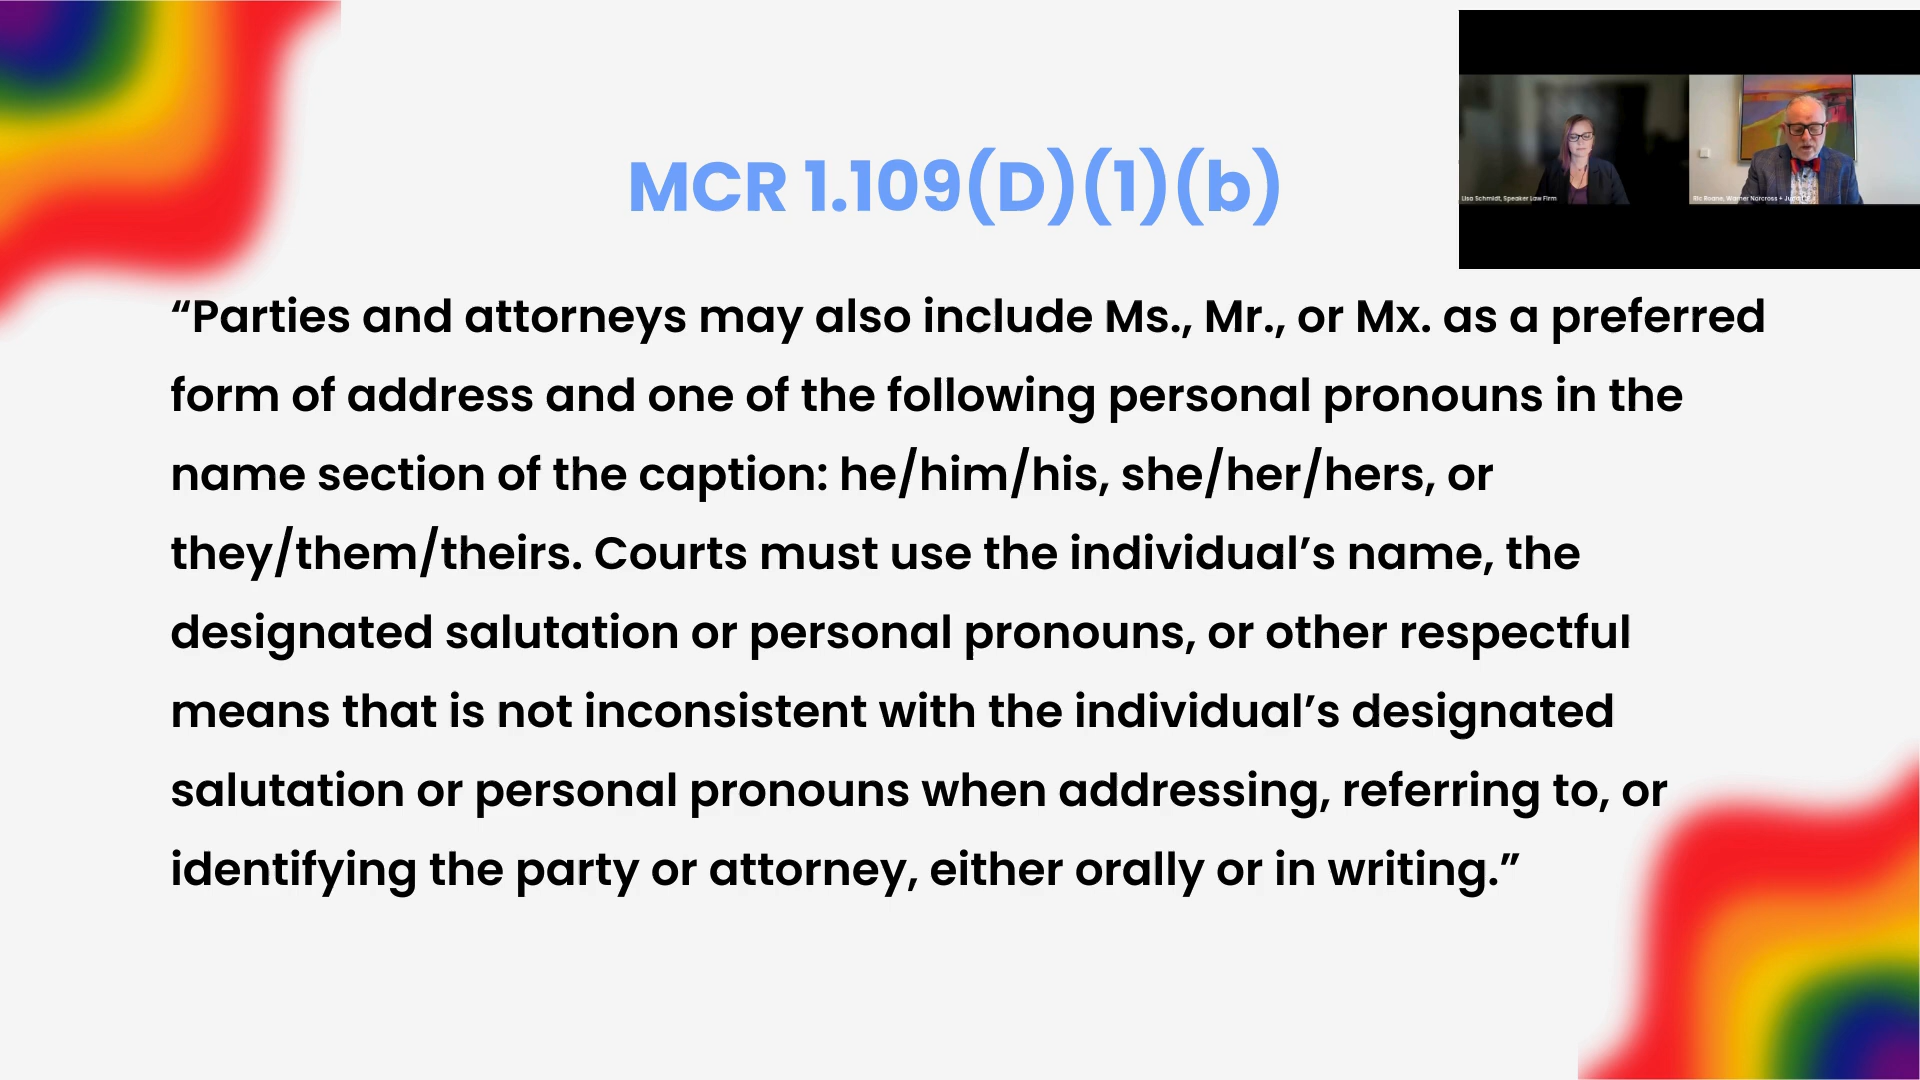 MCR 1.109(D)(1)(b)
“Parties and attorneys may also include Ms., Mr., or Mx. as a preferred
form of address and one of the following personal pronouns in the
name section of the caption: he/him/his, she/her/hers, or
they/them/theirs. Courts must use the individual’s name, the
designated salutation or personal pronouns, or other respectful
means that is not inconsistent with the individual’s designated
salutation or personal pronouns when addressing, referring to, or
identifying the party or attorney, either orally or in writing.”
Lisa Schmidt, Speaker Law Firm
Ric Roane, Warner Norcross +